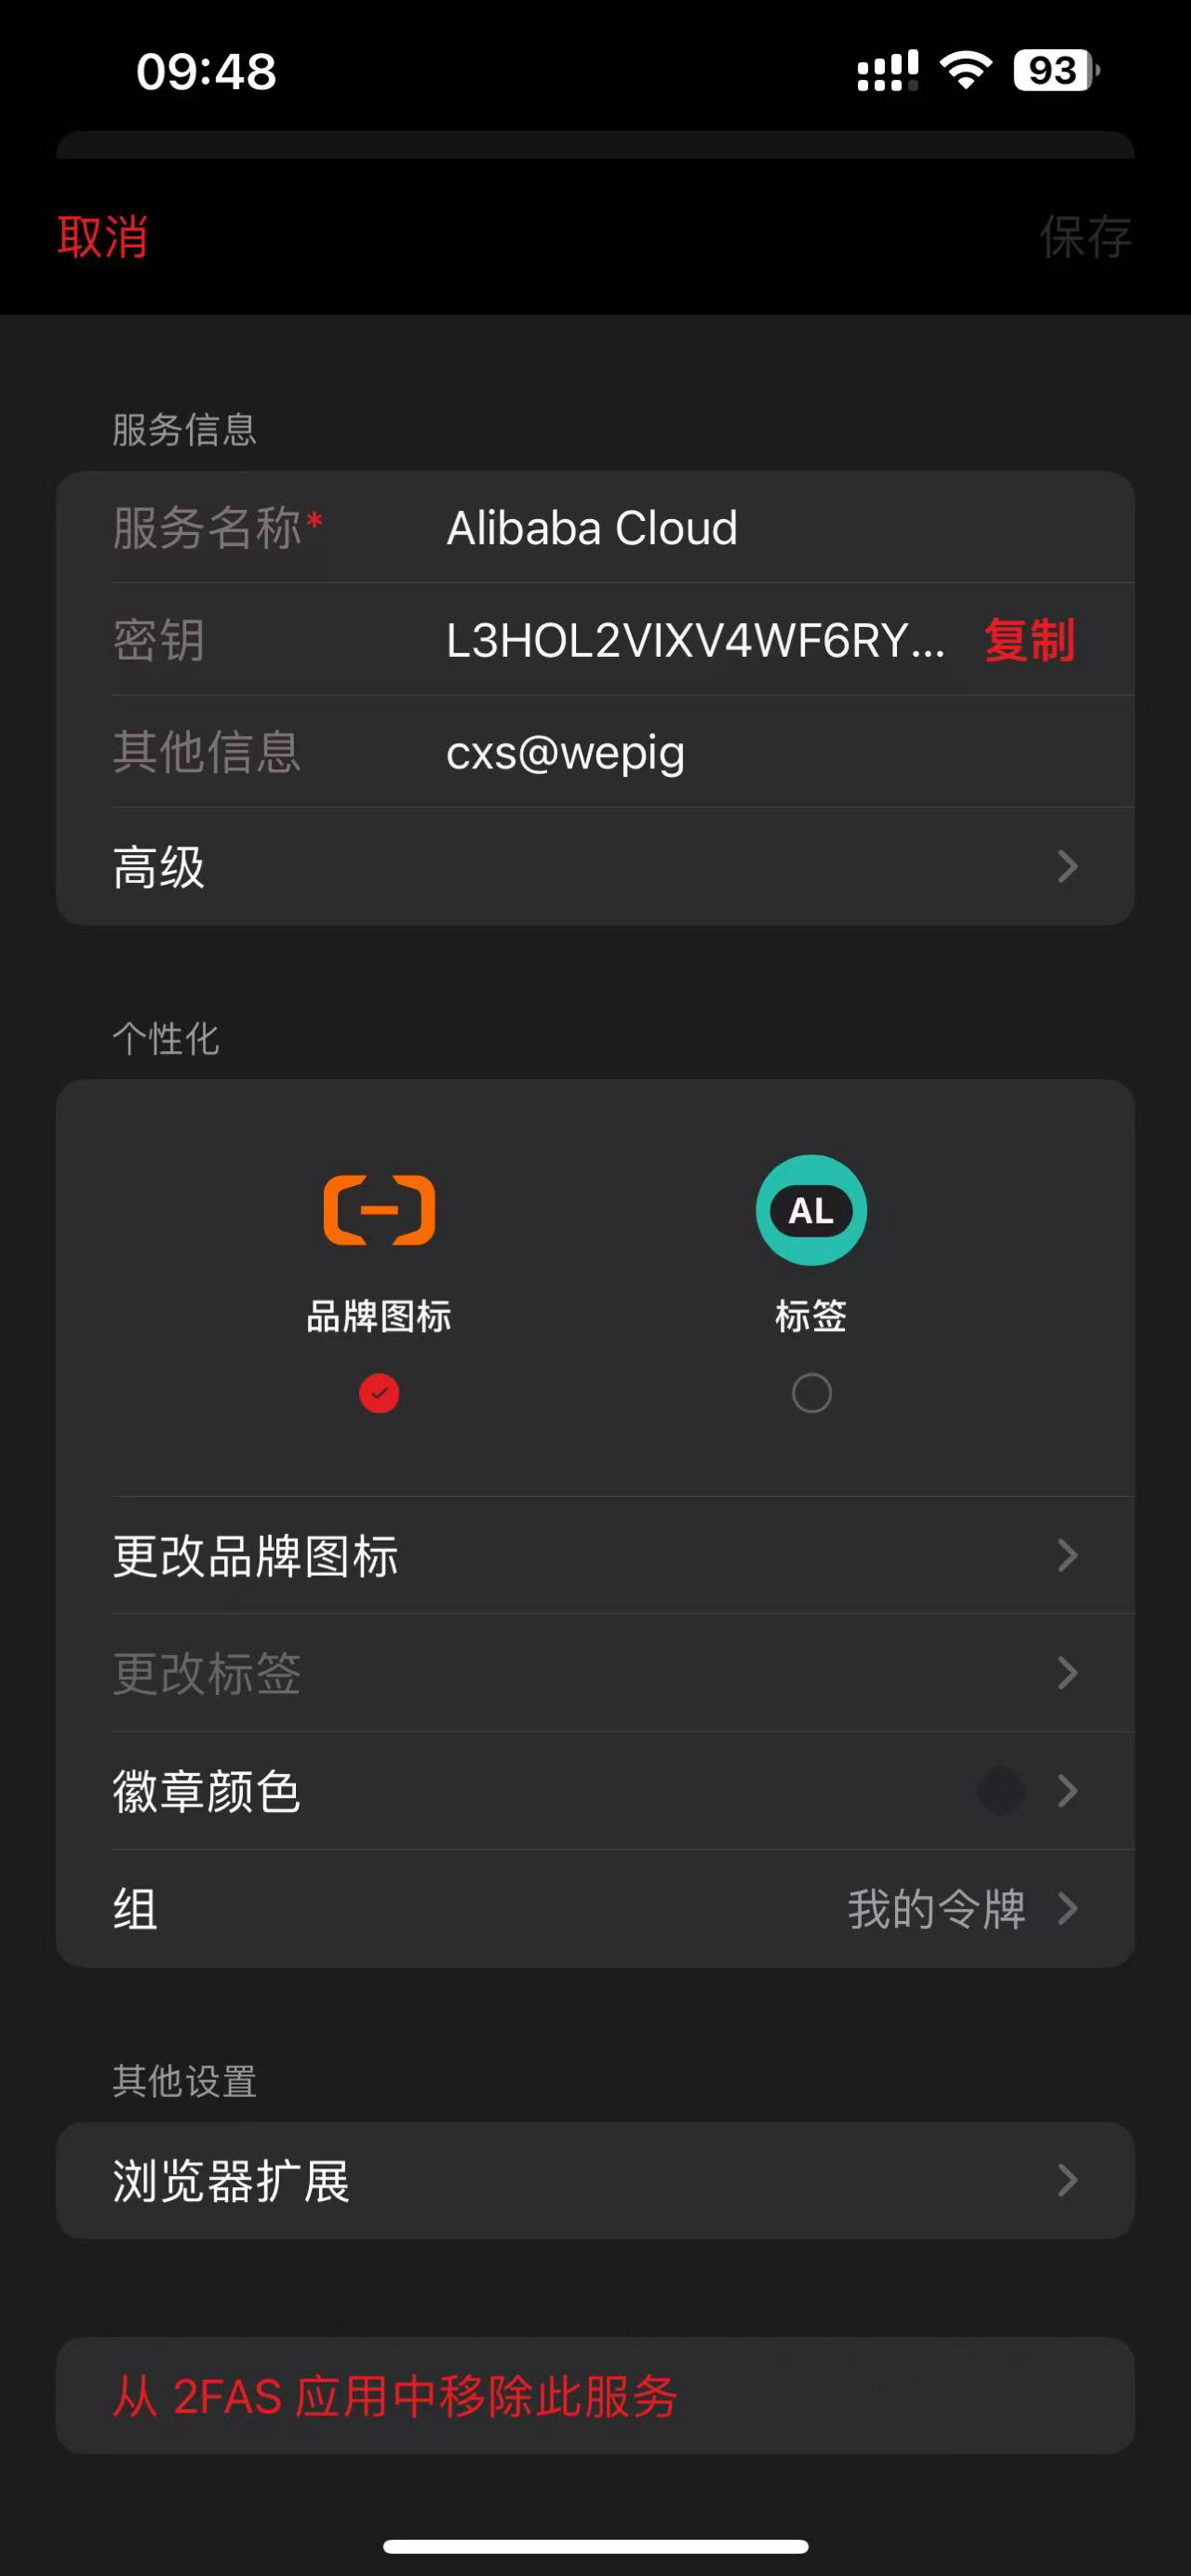 09:48
93
取消
保存
服务信息
服务名称* Alibaba Cloud
密钥 L3HOL2VIXV4WF6RY... 复制
其他信息 cxs@wepig
高级
个性化
AL
品牌图标 标签
更改品牌图标
更改标签
徽章颜色
组 我的令牌
其他设置
浏览器扩展
从 2FAS 应用中移除此服务